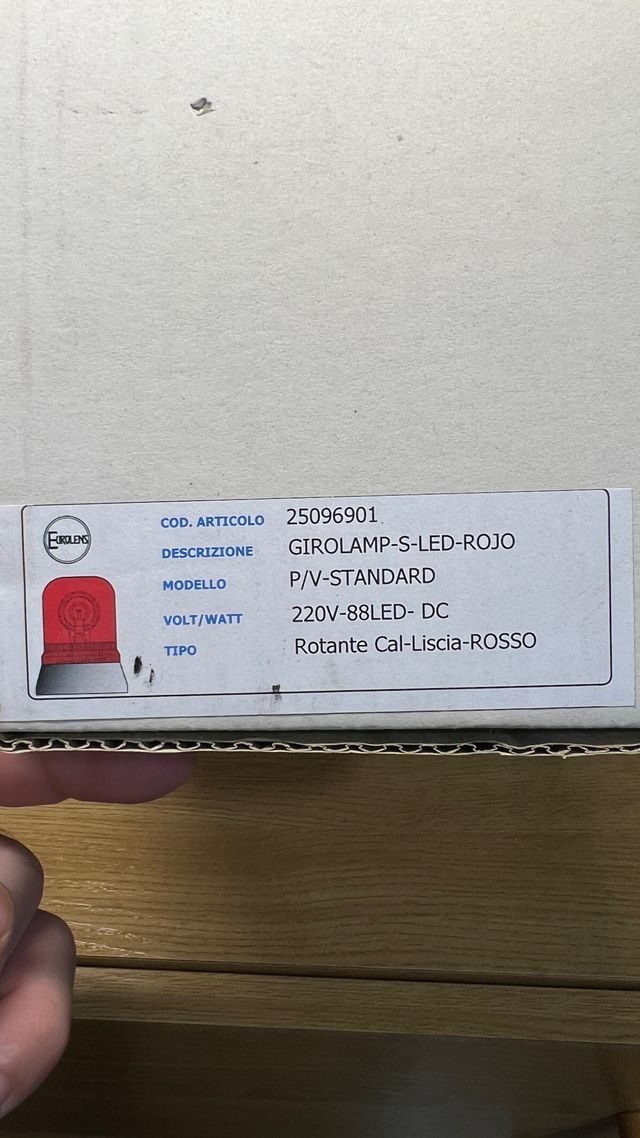 EUROLENS
COD. ARTICOLO 25096901
DESCRIZIONE GIROLAMP-S-LED-ROJO
MODELLO P/V-STANDARD
VOLT/WATT 220V-88LED- DC
TIPO Rotante Cal-Liscia-ROSSO